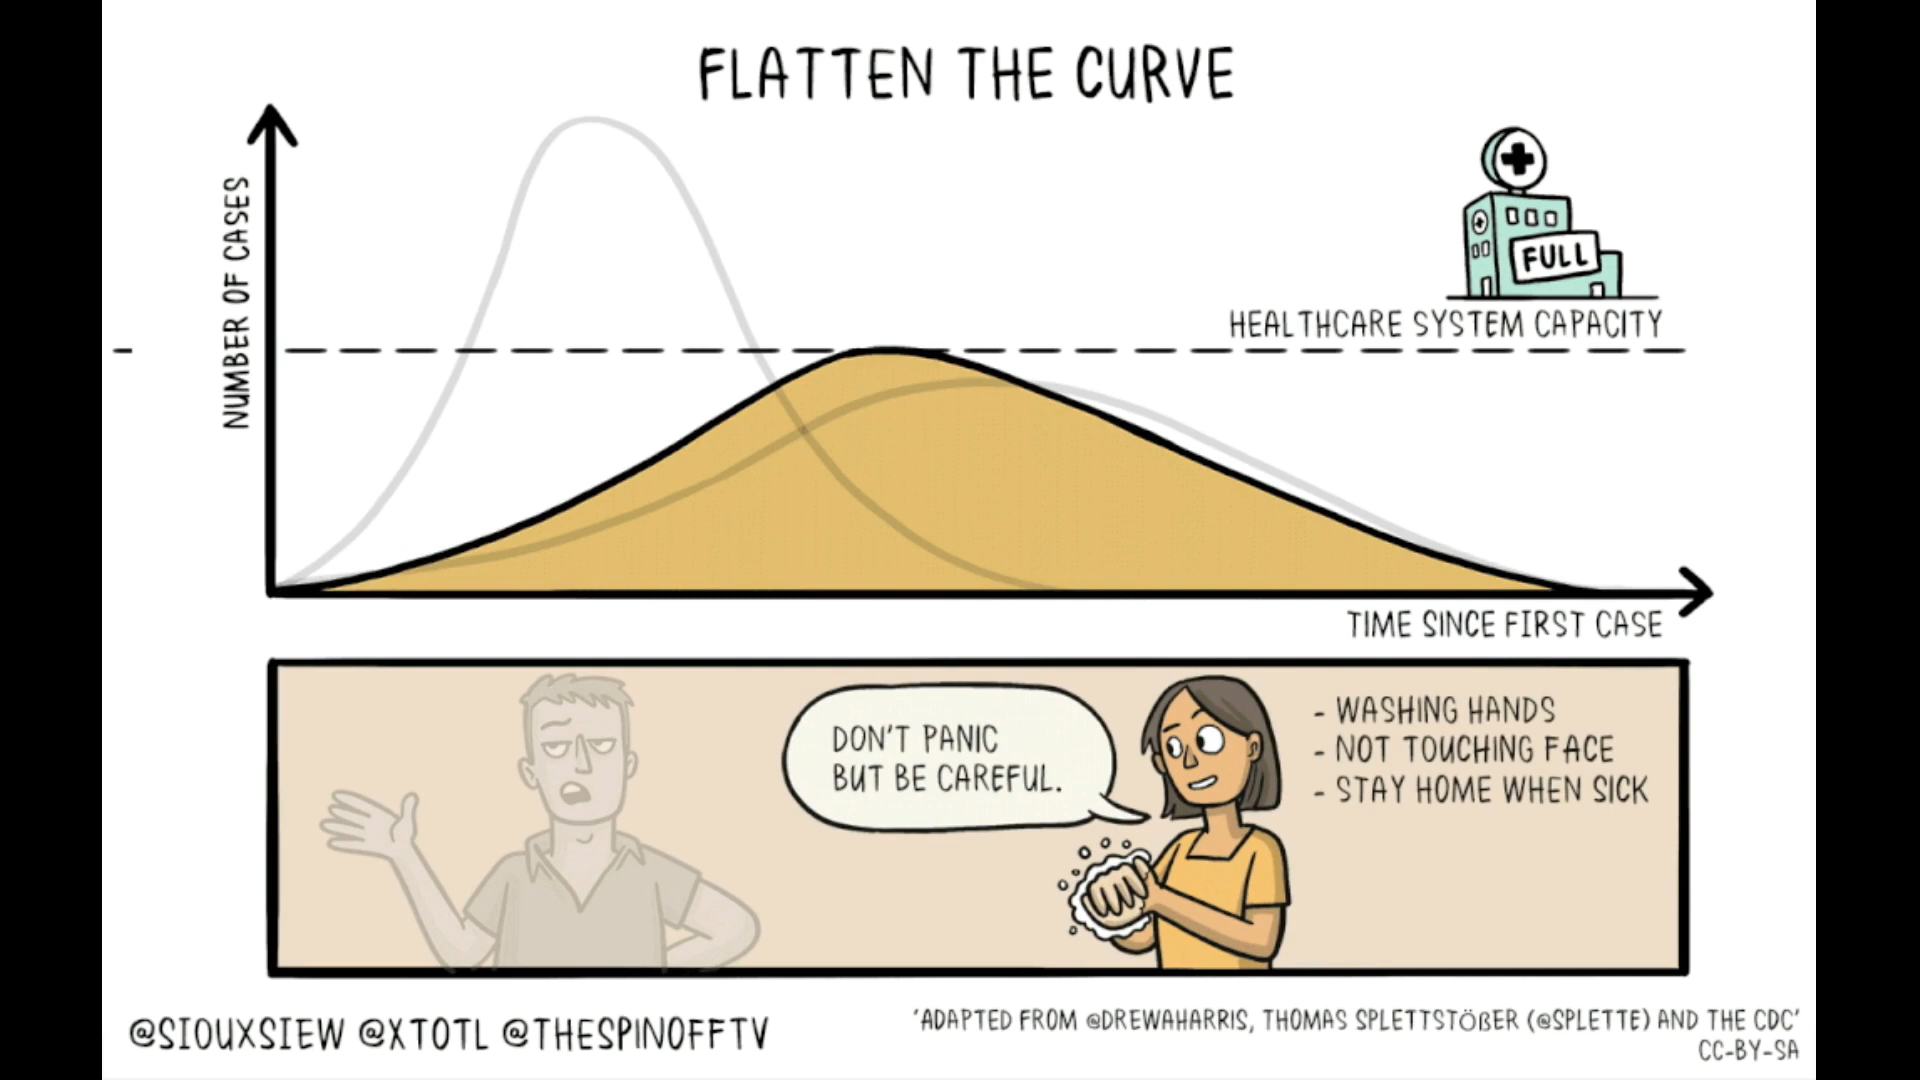 FLATTEN THE CURVE
NUMBER OF CASES
FULL
HEALTHCARE SYSTEM CAPACITY
TIME SINCE FIRST CASE
DON'T PANIC
BUT BE CAREFUL.
- WASHING HANDS
- NOT TOUCHING FACE
- STAY HOME WHEN SICK
@SIOUXSIEW @XTOTL @THESPINOFFTV
'ADAPTED FROM @DREWAHARRIS, THOMAS SPLETTSTÖßER (@SPLETTE) AND THE CDC'
CC-BY-SA